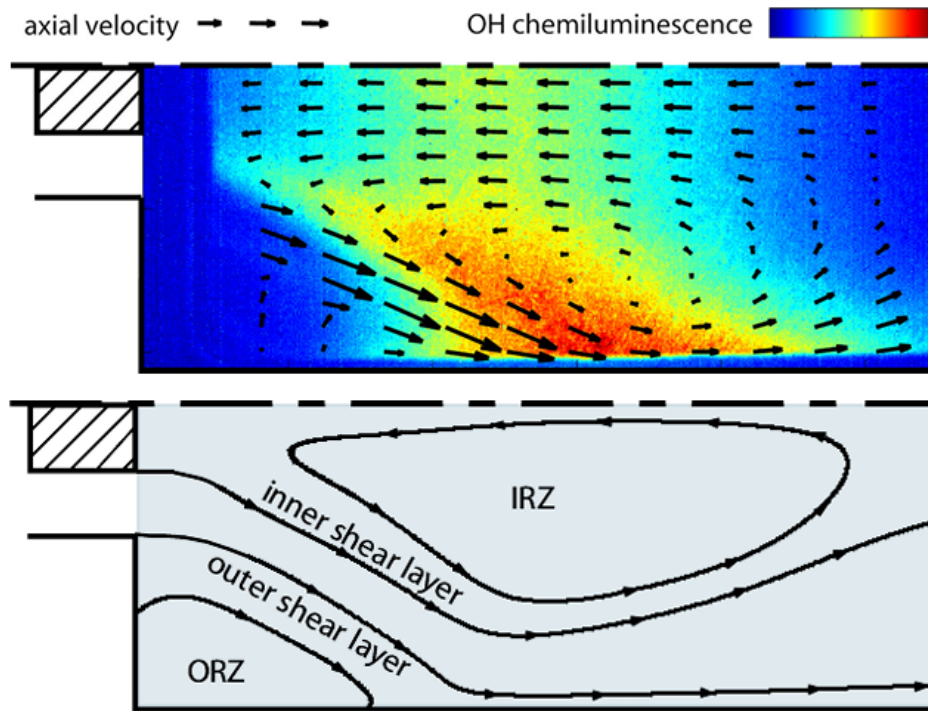 axial velocity
OH chemiluminescence
IRZ
inner shear layer
outer shear layer
ORZ